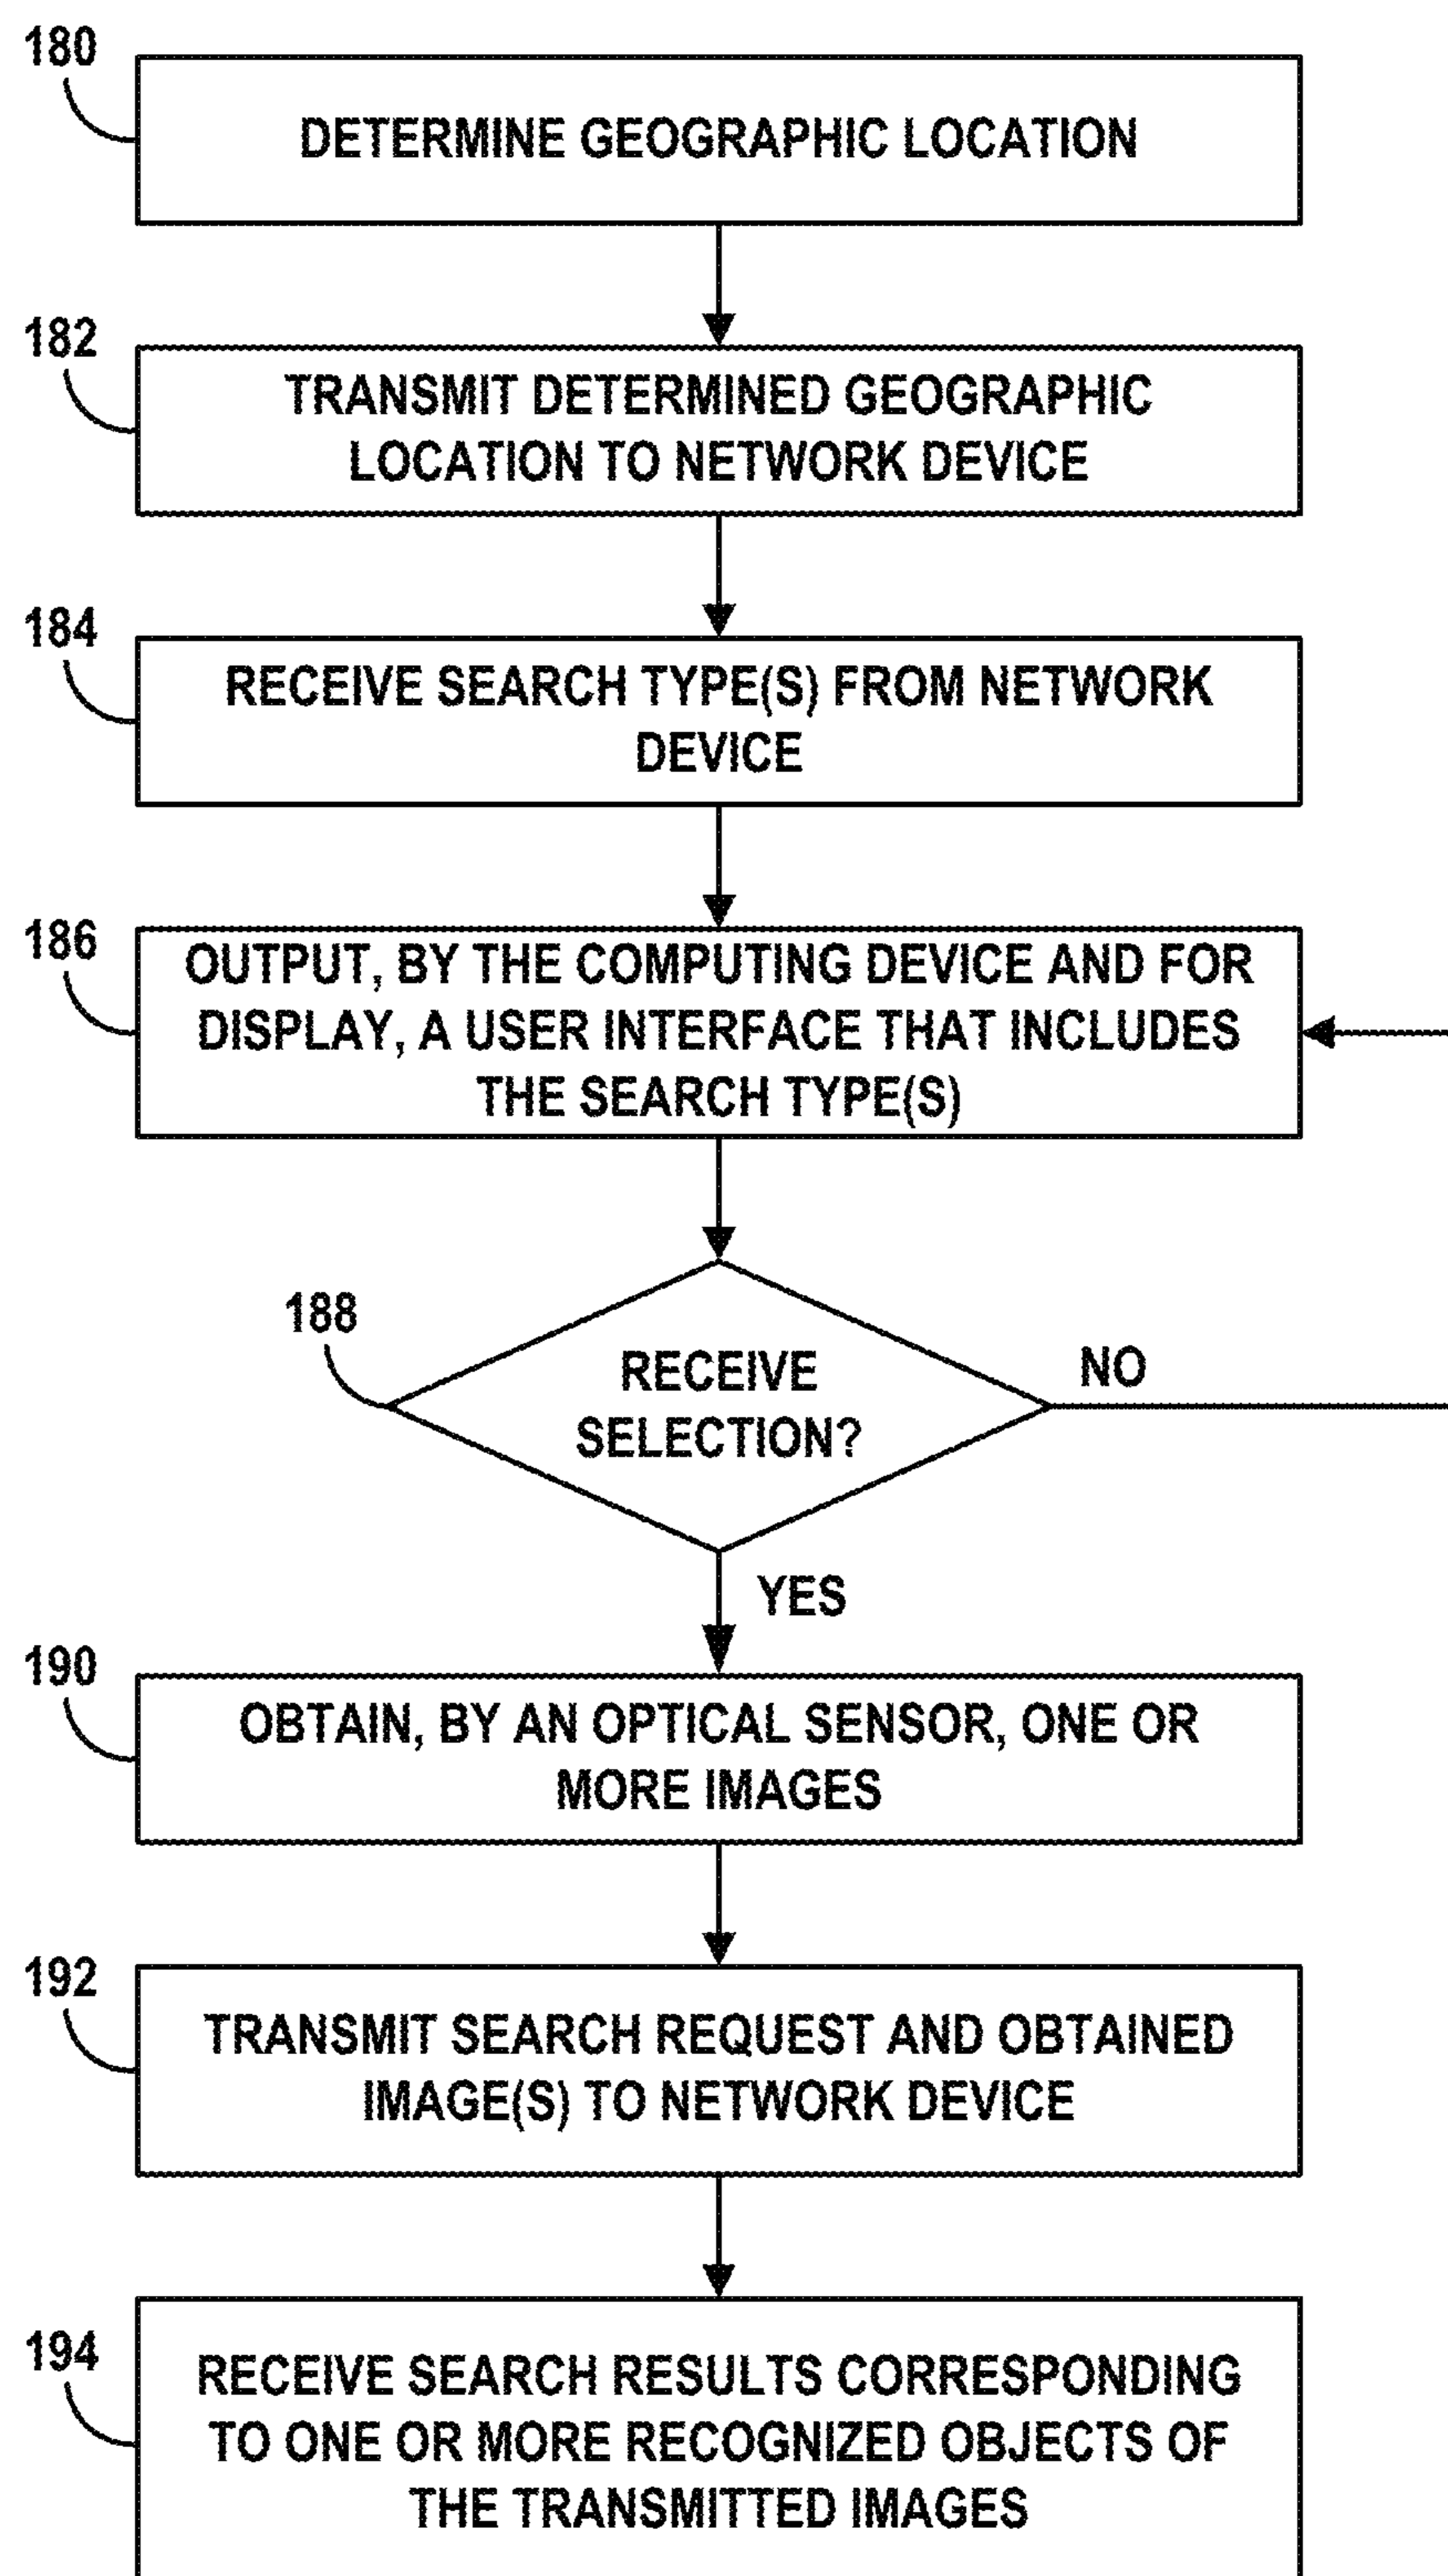 180
DETERMINE GEOGRAPHIC LOCATION
182
TRANSMIT DETERMINED GEOGRAPHIC
LOCATION TO NETWORK DEVICE
184
RECEIVE SEARCH TYPE(S) FROM NETWORK
DEVICE
186
OUTPUT, BY THE COMPUTING DEVICE AND FOR
DISPLAY, A USER INTERFACE THAT INCLUDES
THE SEARCH TYPE(S)
188
RECEIVE
SELECTION?
NO
YES
190
OBTAIN, BY AN OPTICAL SENSOR, ONE OR
MORE IMAGES
192
TRANSMIT SEARCH REQUEST AND OBTAINED
IMAGE(S) TO NETWORK DEVICE
194
RECEIVE SEARCH RESULTS CORRESPONDING
TO ONE OR MORE RECOGNIZED OBJECTS OF
THE TRANSMITTED IMAGES